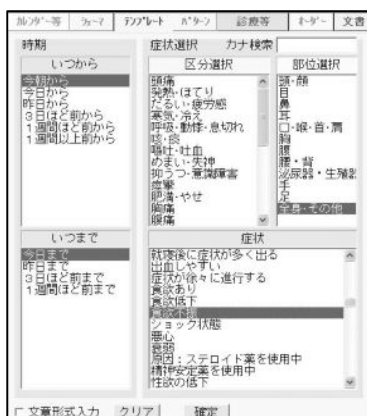 カレンダー等 シェーマ テンプレート パターン 診療等 オーダー 文書
時期
いつから
今朝から
今日から
昨日から
3日ほど前から
1週間ほど前から
1週間以上前から
いつまで
今日まで
昨日まで
3日ほど前まで
1週間ほど前まで
症状選択 カナ検索
区分選択
頭痛
発熱・ほてり
だるい・疲労感
寒気・冷え
呼吸・動悸・息切れ
咳・痰
嘔吐・吐血
めまい・失神
抑うつ・意識障害
痙攣
肥満・やせ
胸痛
腹痛
部位選択
頭・顔
目
鼻
耳
口・喉・首・肩
胸
腹
腰・背
泌尿器・生殖器
手
足
全身・その他
症状
就寝後に症状が多く出る
出血しやすい
症状が徐々に進行する
食欲あり
食欲低下
食欲不振
ショック状態
悪心
衰弱
原因：ステロイド薬を使用中
精神安定薬を使用中
性欲の低下
文章形式入力 クリア 確定